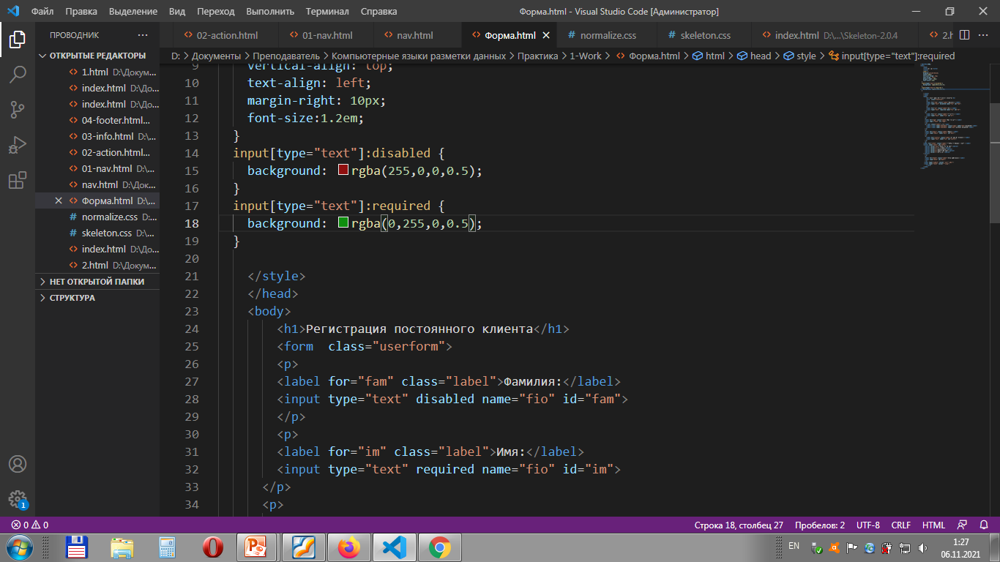 Файл Правка Выделение Вид Переход Выполнить Терминал Справка
Форма.html - Visual Studio Code [Администратор]
ПРОВОДНИК
02-action.html 01-nav.html nav.html Форма.html normalize.css skeleton.css index.html D:\...\Skeleton-2.0.4 2.h
D: > Документы > Преподаватель > Компьютерные языки разметки данных > Практика > 1-Work > Форма.html > html > head > style > input[type="text"]:required
ОТКРЫТЫЕ РЕДАКТОРЫ
1.html D:\Докум...
index.html D:\До...
index.html D:\До...
04-footer.html...
03-info.html D:\...
02-action.html...
01-nav.html D:\...
nav.html D:\Док...
Форма.html D:\...
normalize.css D:...
skeleton.css D:\...
index.html D:\До...
2.html D:\Докум...
НЕТ ОТКРЫТОЙ ПАПКИ
СТРУКТУРА
9 vertical-align: top;
10 text-align: left;
11 margin-right: 10px;
12 font-size:1.2em;
13 }
14 input[type="text"]:disabled {
15 background: rgba(255,0,0,0.5);
16 }
17 input[type="text"]:required {
18 background: rgba(0,255,0,0.5);
19 }
20
21 </style>
22 </head>
23 <body>
24 <h1>Регистрация постоянного клиента</h1>
25 <form  class="userform">
26 <p>
27 <label for="fam" class="label">Фамилия:</label>
28 <input type="text" disabled name="fio" id="fam">
29 </p>
30 <p>
31 <label for="im" class="label">Имя:</label>
32 <input type="text" required name="fio" id="im">
33 </p>
34 <p>
1
0 0
Строка 18, столбец 27 Пробелов: 2 UTF-8 CRLF HTML
EN
1:27
06.11.2021